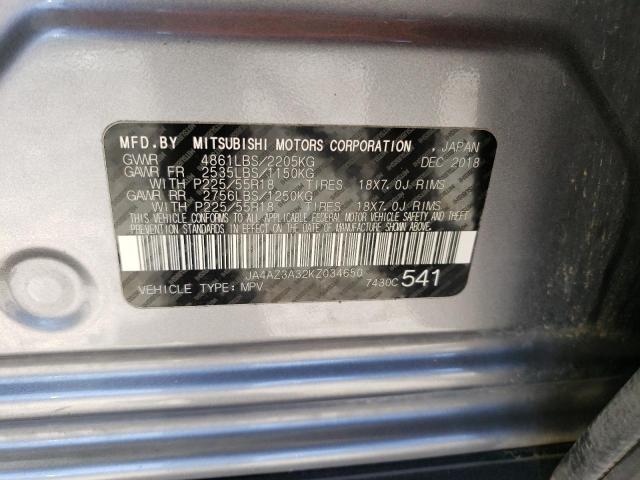 MFD.BY MITSUBISHI MOTORS CORPORATION , JAPAN
GVWR 4861LBS/2205KG DEC 2018
GAWR FR 2535LBS/1150KG
WITH P225/55R18 TIRES 18X7.0J RIMS
GAWR RR 2756LBS/1250KG
WITH P225/55R18 TIRES 18X7.0J RIMS
THIS VEHICLE CONFORMS TO ALL APPLICABLE FEDERAL MOTOR VEHICLE SAFETY AND THEFT
PREVENTION STANDARDS IN EFFECT ON THE DATE OF MANUFACTURE SHOWN ABOVE.
JA4AZ3A32KZ034650
VEHICLE TYPE: MPV 7430C541